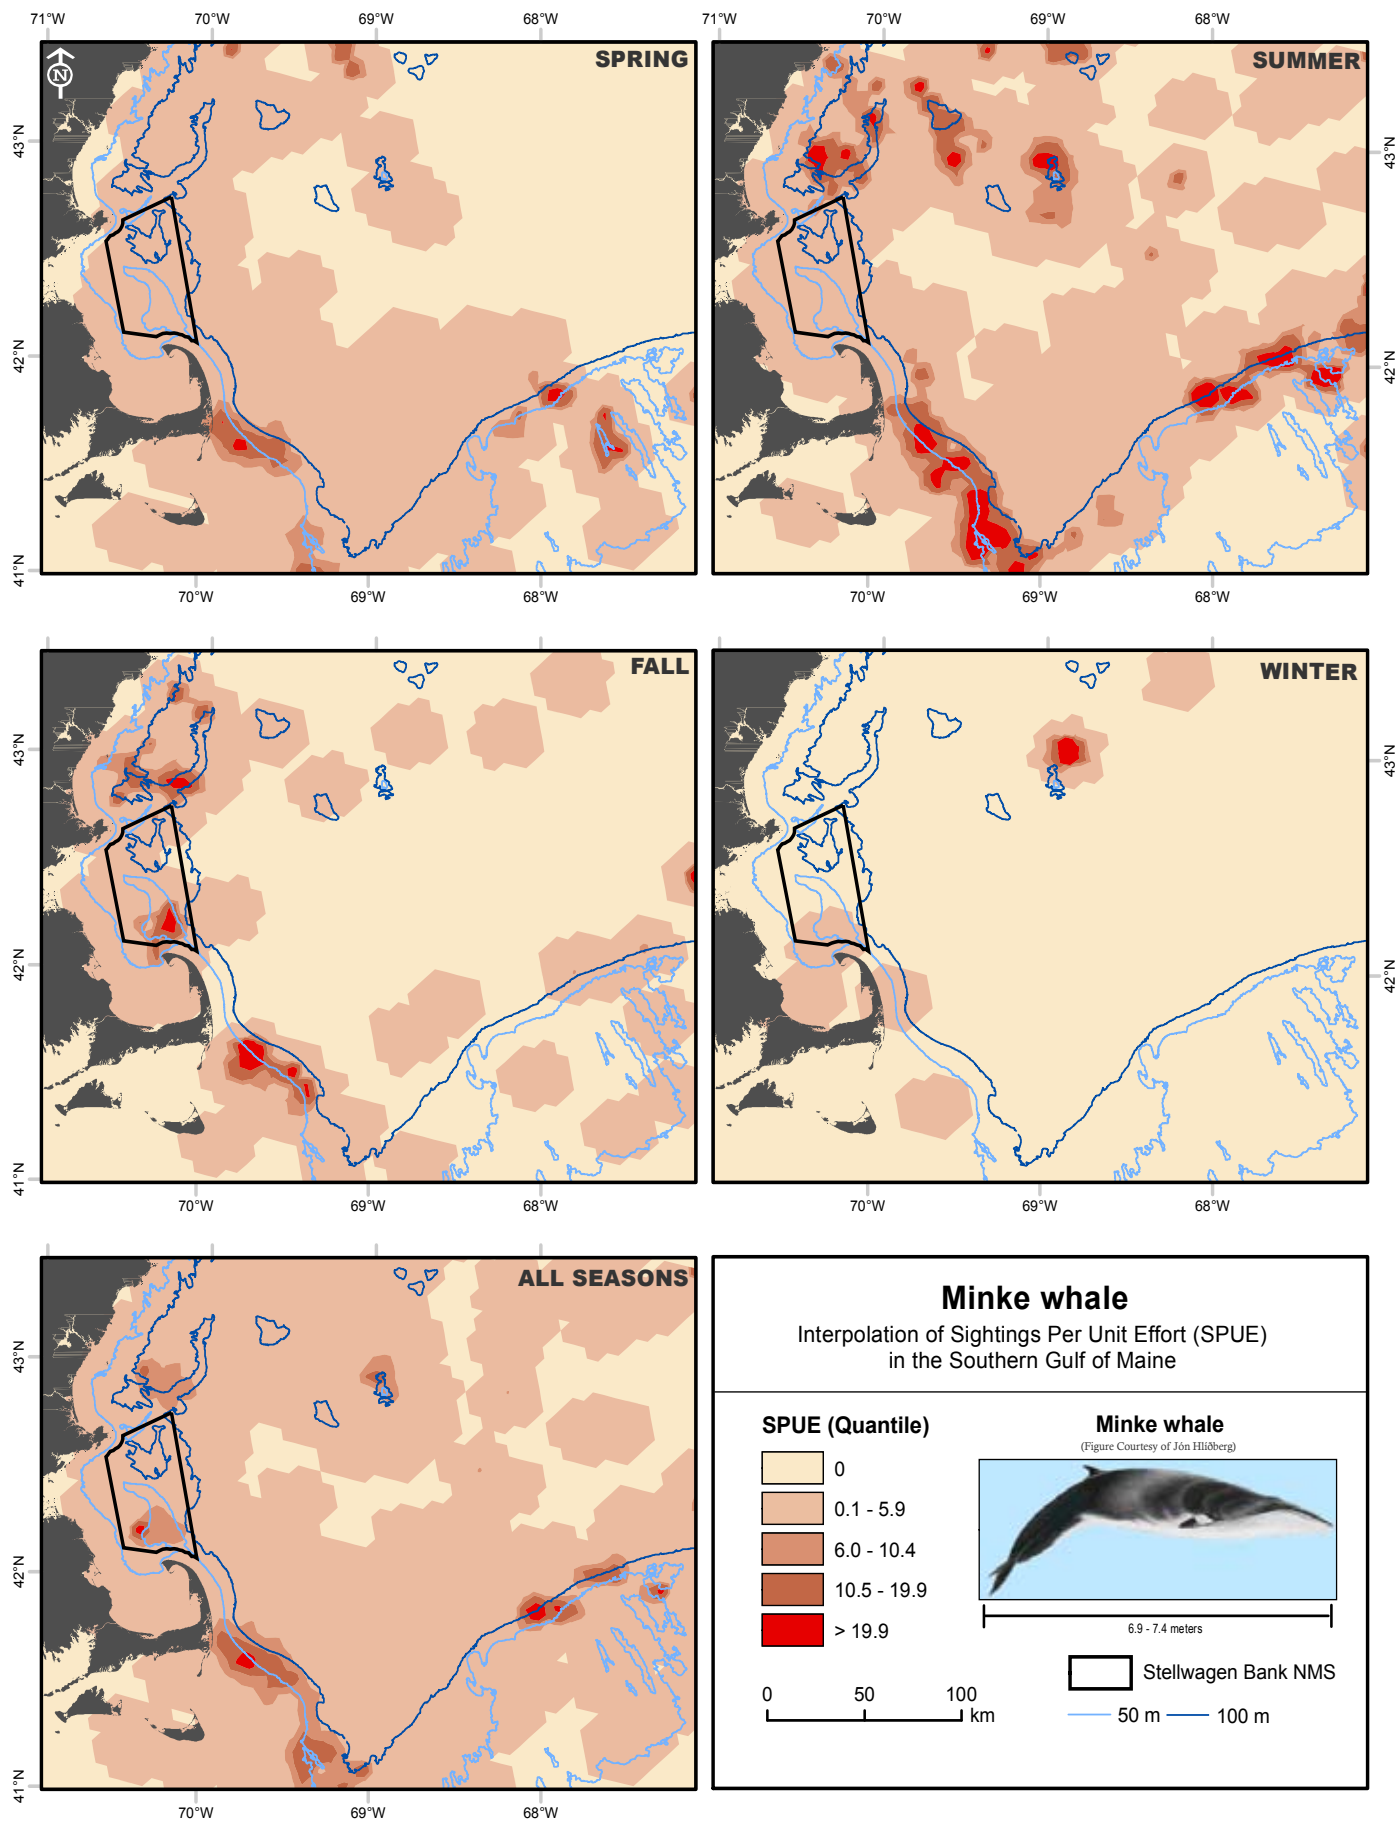 71°W 70°W 69°W 68°W 71°W 70°W 69°W 68°W
N
SPRING
SUMMER
43°N
43°N
42°N
42°N
41°N
70°W 69°W 68°W 70°W 69°W 68°W
FALL
WINTER
43°N
43°N
42°N
42°N
41°N
70°W 69°W 68°W 70°W 69°W 68°W
ALL SEASONS
43°N
42°N
41°N
70°W 69°W 68°W
Minke whale
Interpolation of Sightings Per Unit Effort (SPUE)
in the Southern Gulf of Maine
SPUE (Quantile)
0
0.1 - 5.9
6.0 - 10.4
10.5 - 19.9
> 19.9
0 50 100
km
Minke whale
(Figure Courtesy of Jón Hlíðberg)
6.9 - 7.4 meters
Stellwagen Bank NMS
50 m 100 m